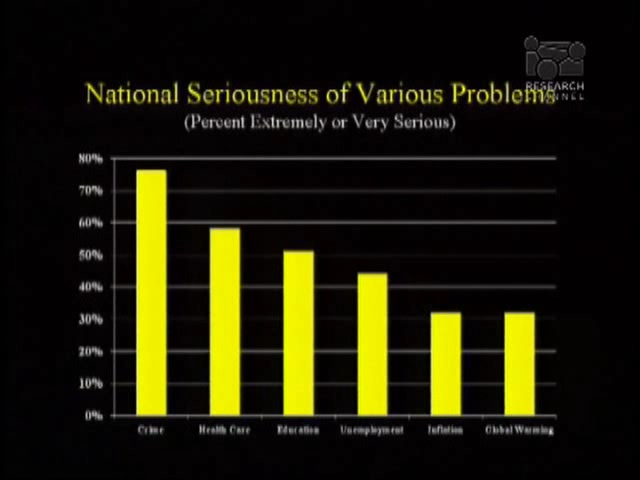 RESEARCH
CHANNEL
National Seriousness of Various Problems
(Percent Extremely or Very Serious)
80%
70%
60%
50%
40%
30%
20%
10%
0%
Crime Health Care Education Unemployment Inflation Global Warming